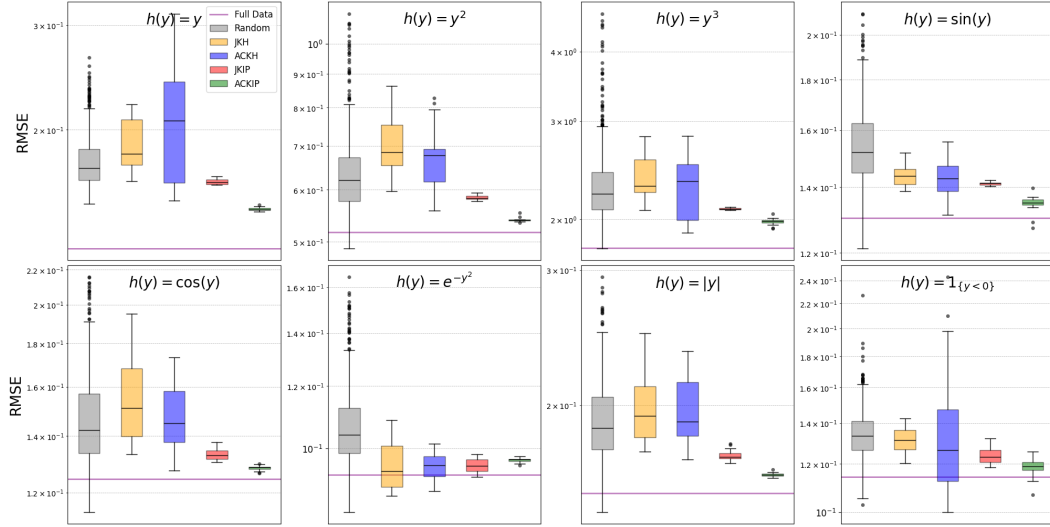 h(y) = y
Full Data
Random
JKH
ACKH
JKIP
ACKIP
RMSE
3 × 10⁻¹
2 × 10⁻¹
h(y) = y²
10⁰
9 × 10⁻¹
8 × 10⁻¹
7 × 10⁻¹
6 × 10⁻¹
5 × 10⁻¹
h(y) = y³
4 × 10⁰
3 × 10⁰
2 × 10⁰
h(y) = sin(y)
2 × 10⁻¹
1.8 × 10⁻¹
1.6 × 10⁻¹
1.4 × 10⁻¹
1.2 × 10⁻¹
h(y) = cos(y)
RMSE
2.2 × 10⁻¹
2 × 10⁻¹
1.8 × 10⁻¹
1.6 × 10⁻¹
1.4 × 10⁻¹
1.2 × 10⁻¹
h(y) = e^{-y²}
1.6 × 10⁻¹
1.4 × 10⁻¹
1.2 × 10⁻¹
10⁻¹
h(y) = |y|
3 × 10⁻¹
2 × 10⁻¹
h(y) = 1_{{y < 0}}
2.4 × 10⁻¹
2.2 × 10⁻¹
2 × 10⁻¹
1.8 × 10⁻¹
1.6 × 10⁻¹
1.4 × 10⁻¹
1.2 × 10⁻¹
10⁻¹